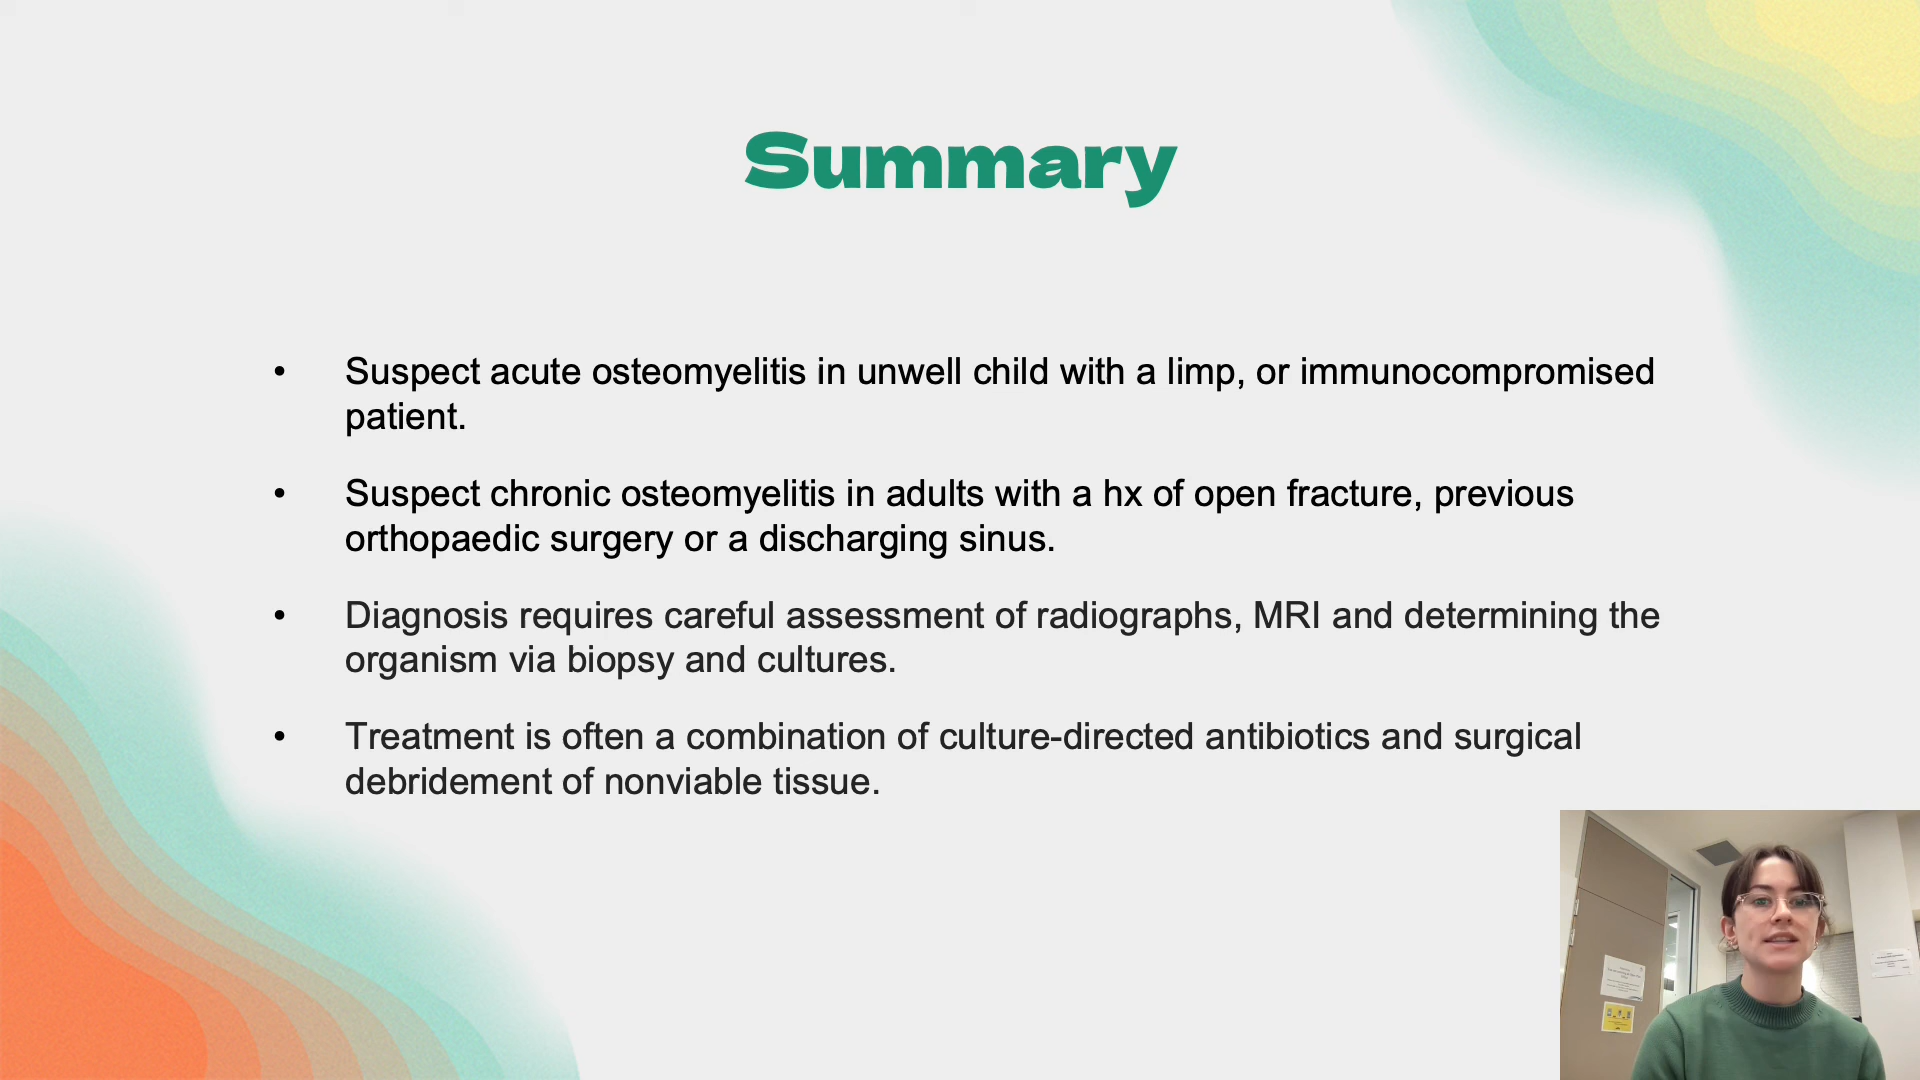 Summary
• Suspect acute osteomyelitis in unwell child with a limp, or immunocompromised
patient.
• Suspect chronic osteomyelitis in adults with a hx of open fracture, previous
orthopaedic surgery or a discharging sinus.
• Diagnosis requires careful assessment of radiographs, MRI and determining the
organism via biopsy and cultures.
• Treatment is often a combination of culture-directed antibiotics and surgical
debridement of nonviable tissue.